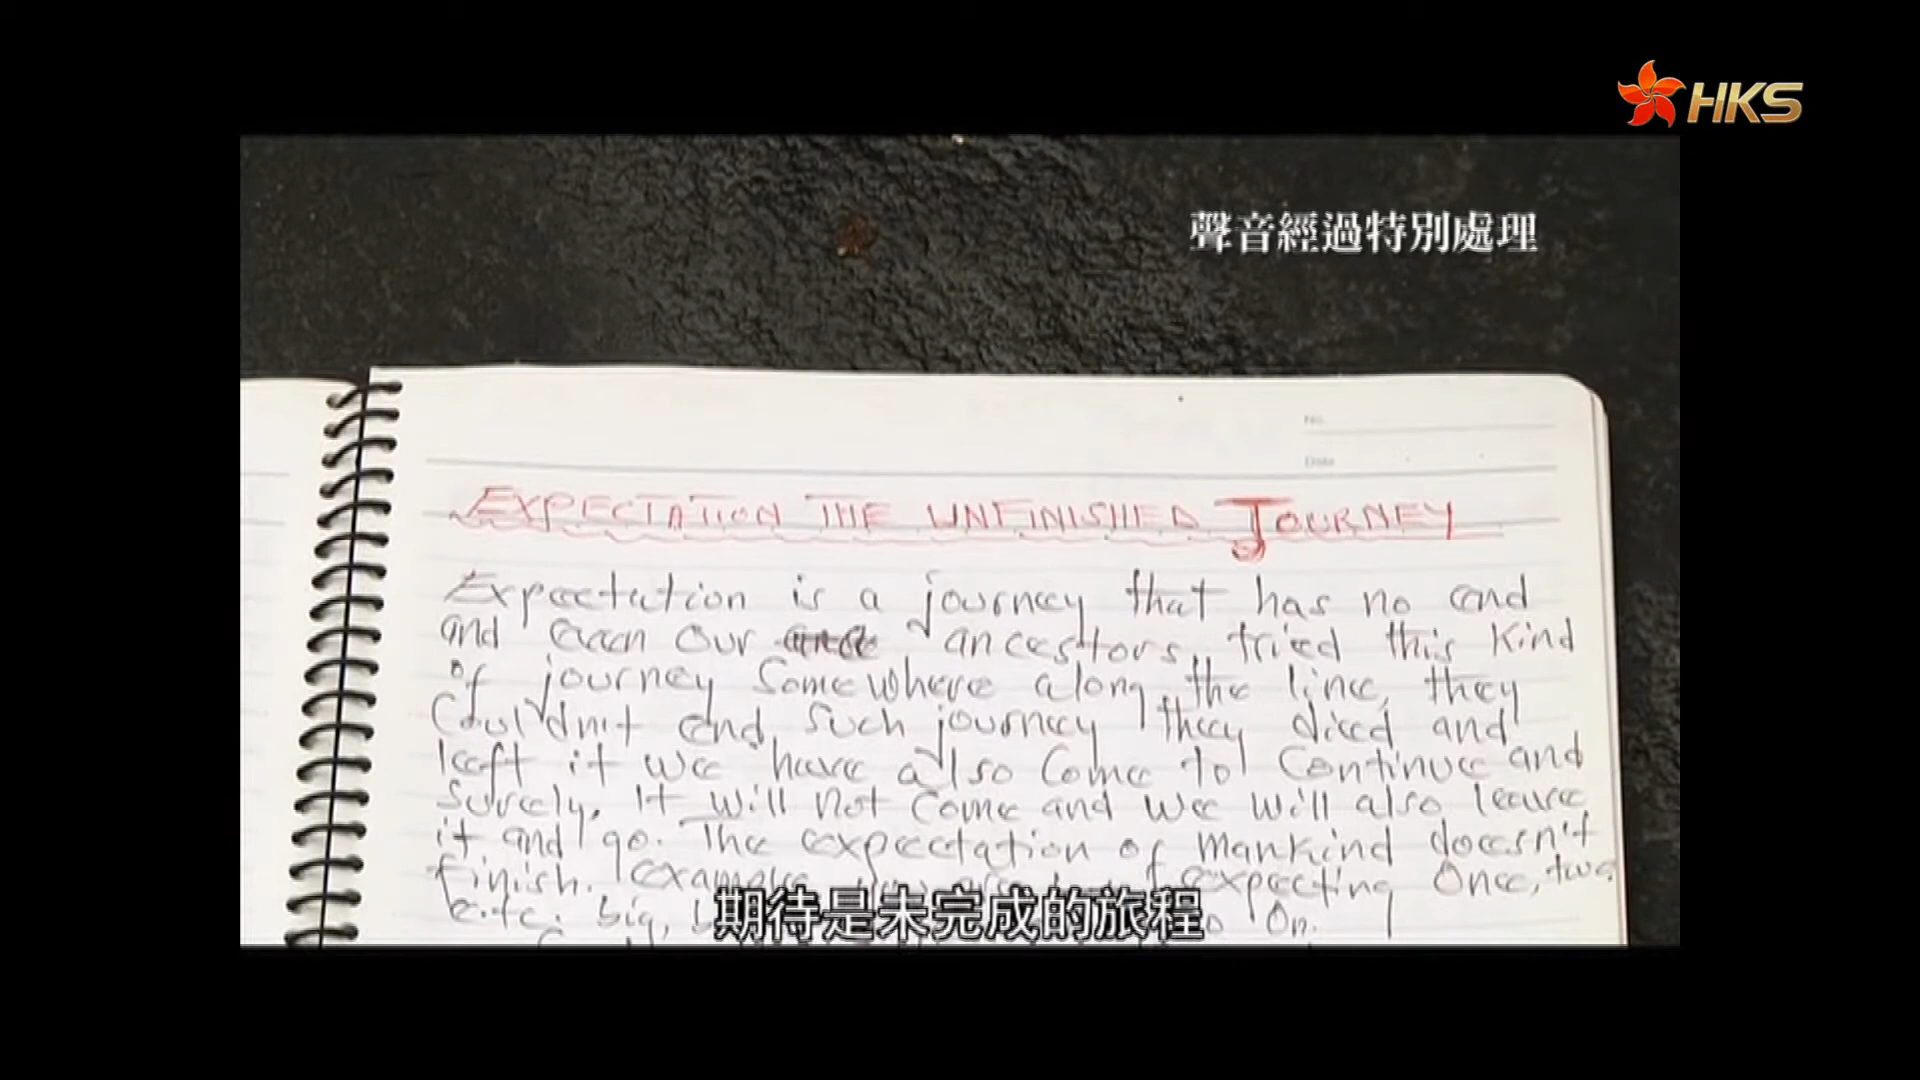 HKS
聲音經過特別處理
No.
Date
EXPECTATION THE UNFINISHED JOURNEY
Expectation is a journey that has no end
and even our ancestors, tried this kind
of journey Somewhere along the line, they
Couldn't end such journey they died and
left it we have also Come to Continue and
Surely, it will not come and we will also leave
it and go. The expectation of mankind doesn't
finish. expecting Once, two
e.t.c. big, On.
期待是未完成的旅程